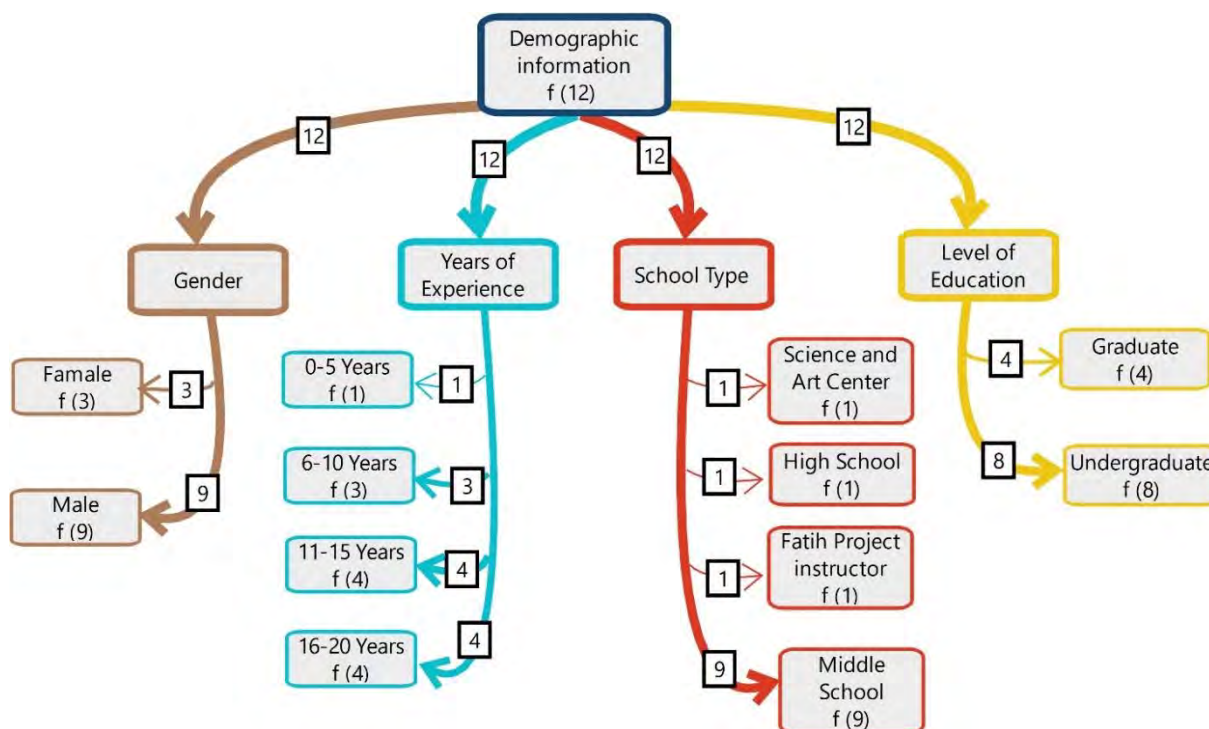 Demographic
information
f (12)
12
12
12
12
Gender
Years of
Experience
School Type
Level of
Education
Famale
f (3)
3
Male
f (9)
9
0-5 Years
f (1)
1
6-10 Years
f (3)
3
11-15 Years
f (4)
4
16-20 Years
f (4)
4
Science and
Art Center
f (1)
1
High School
f (1)
1
Fatih Project
instructor
f (1)
1
Middle
School
f (9)
9
Graduate
f (4)
4
Undergraduate
f (8)
8